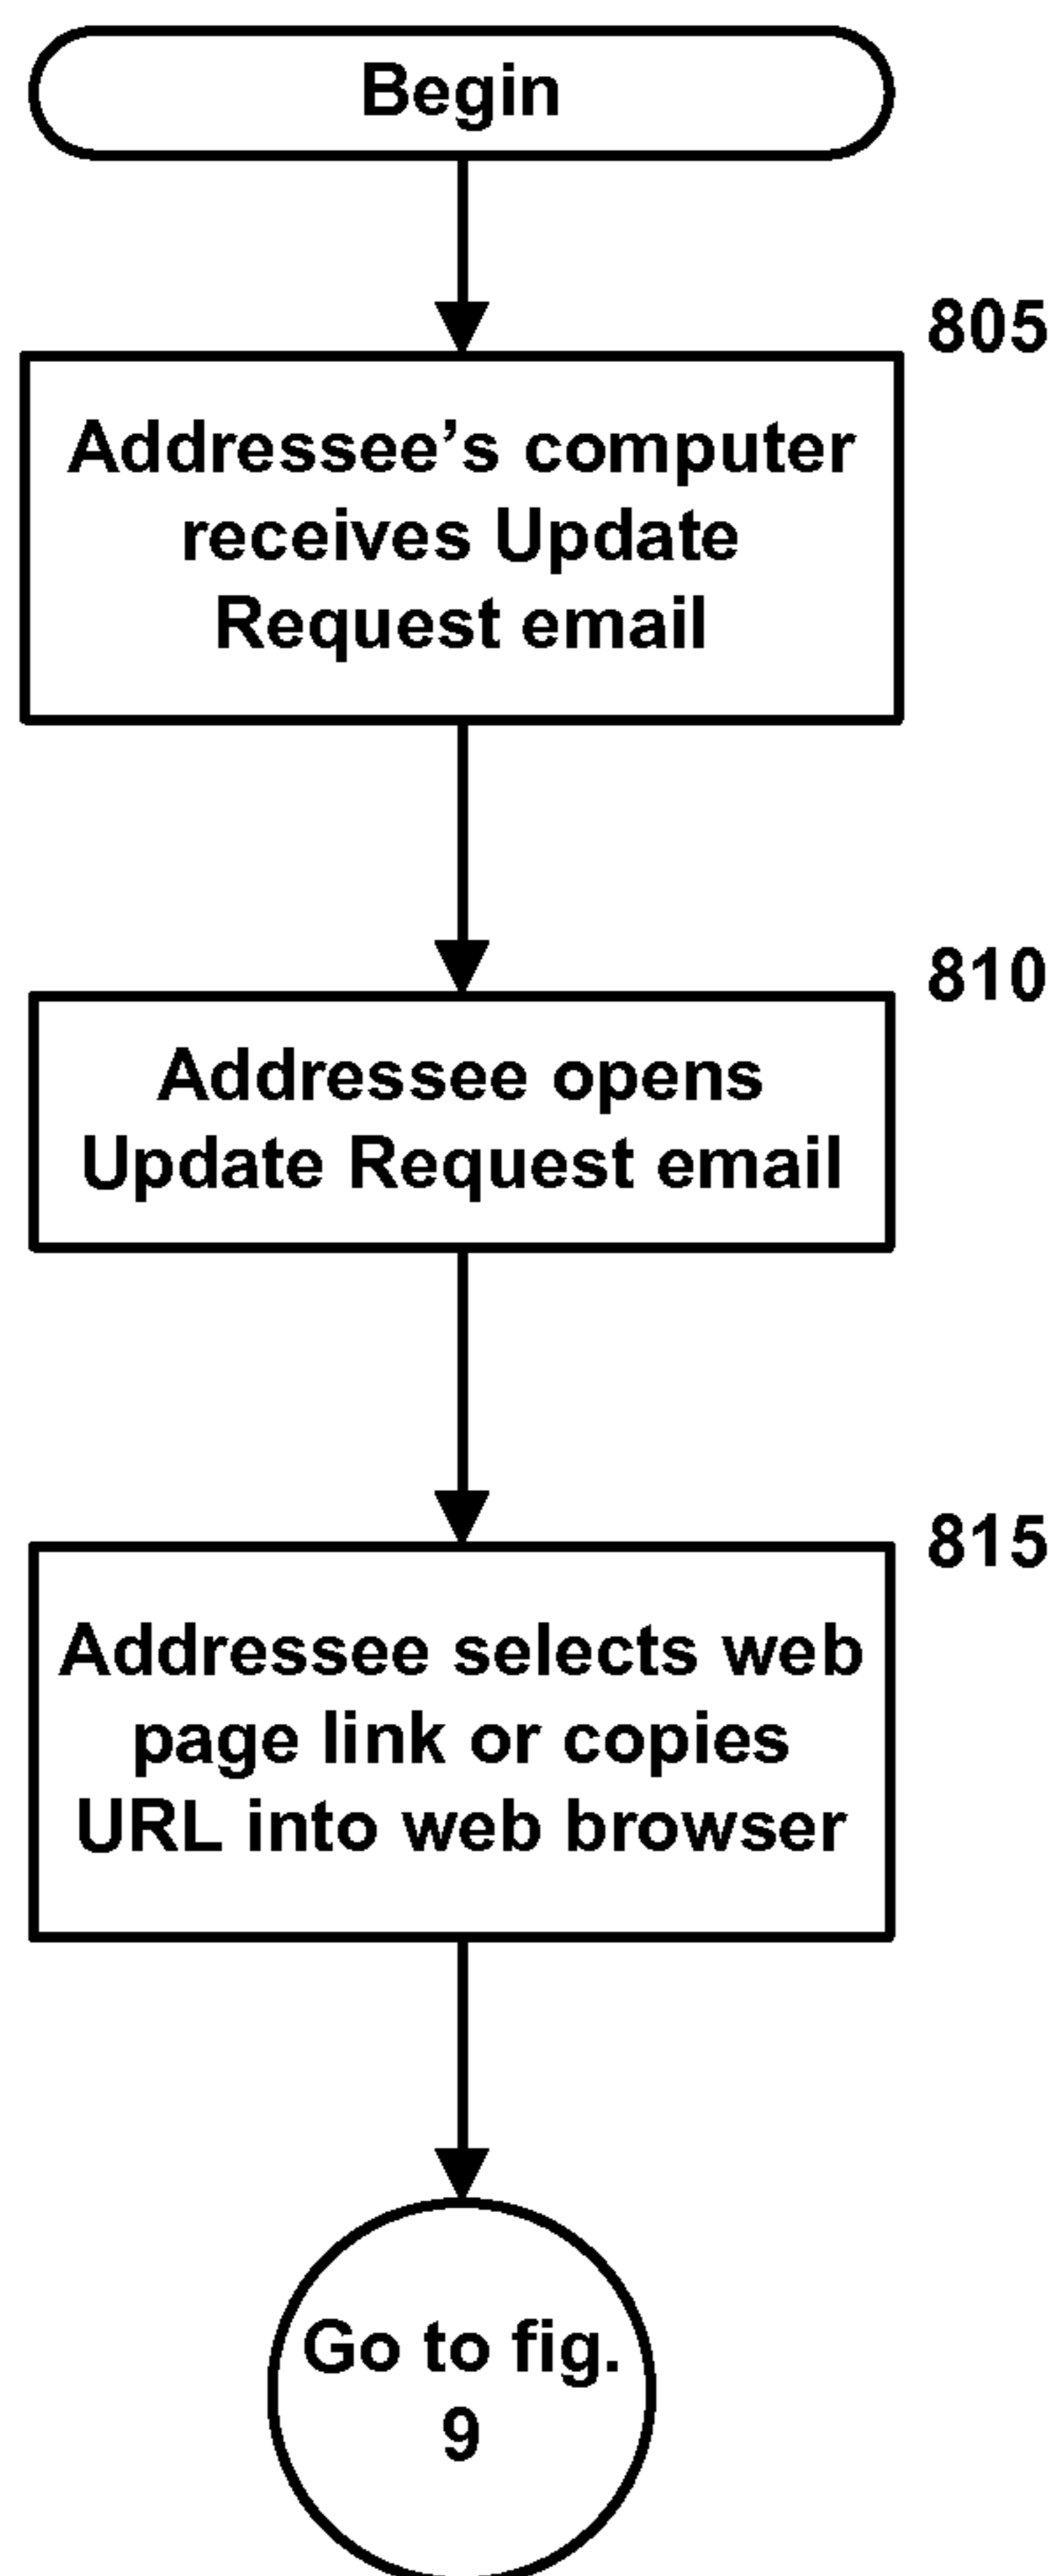 Begin
805
Addressee’s computer
receives Update
Request email
810
Addressee opens
Update Request email
815
Addressee selects web
page link or copies
URL into web browser
Go to fig.
9